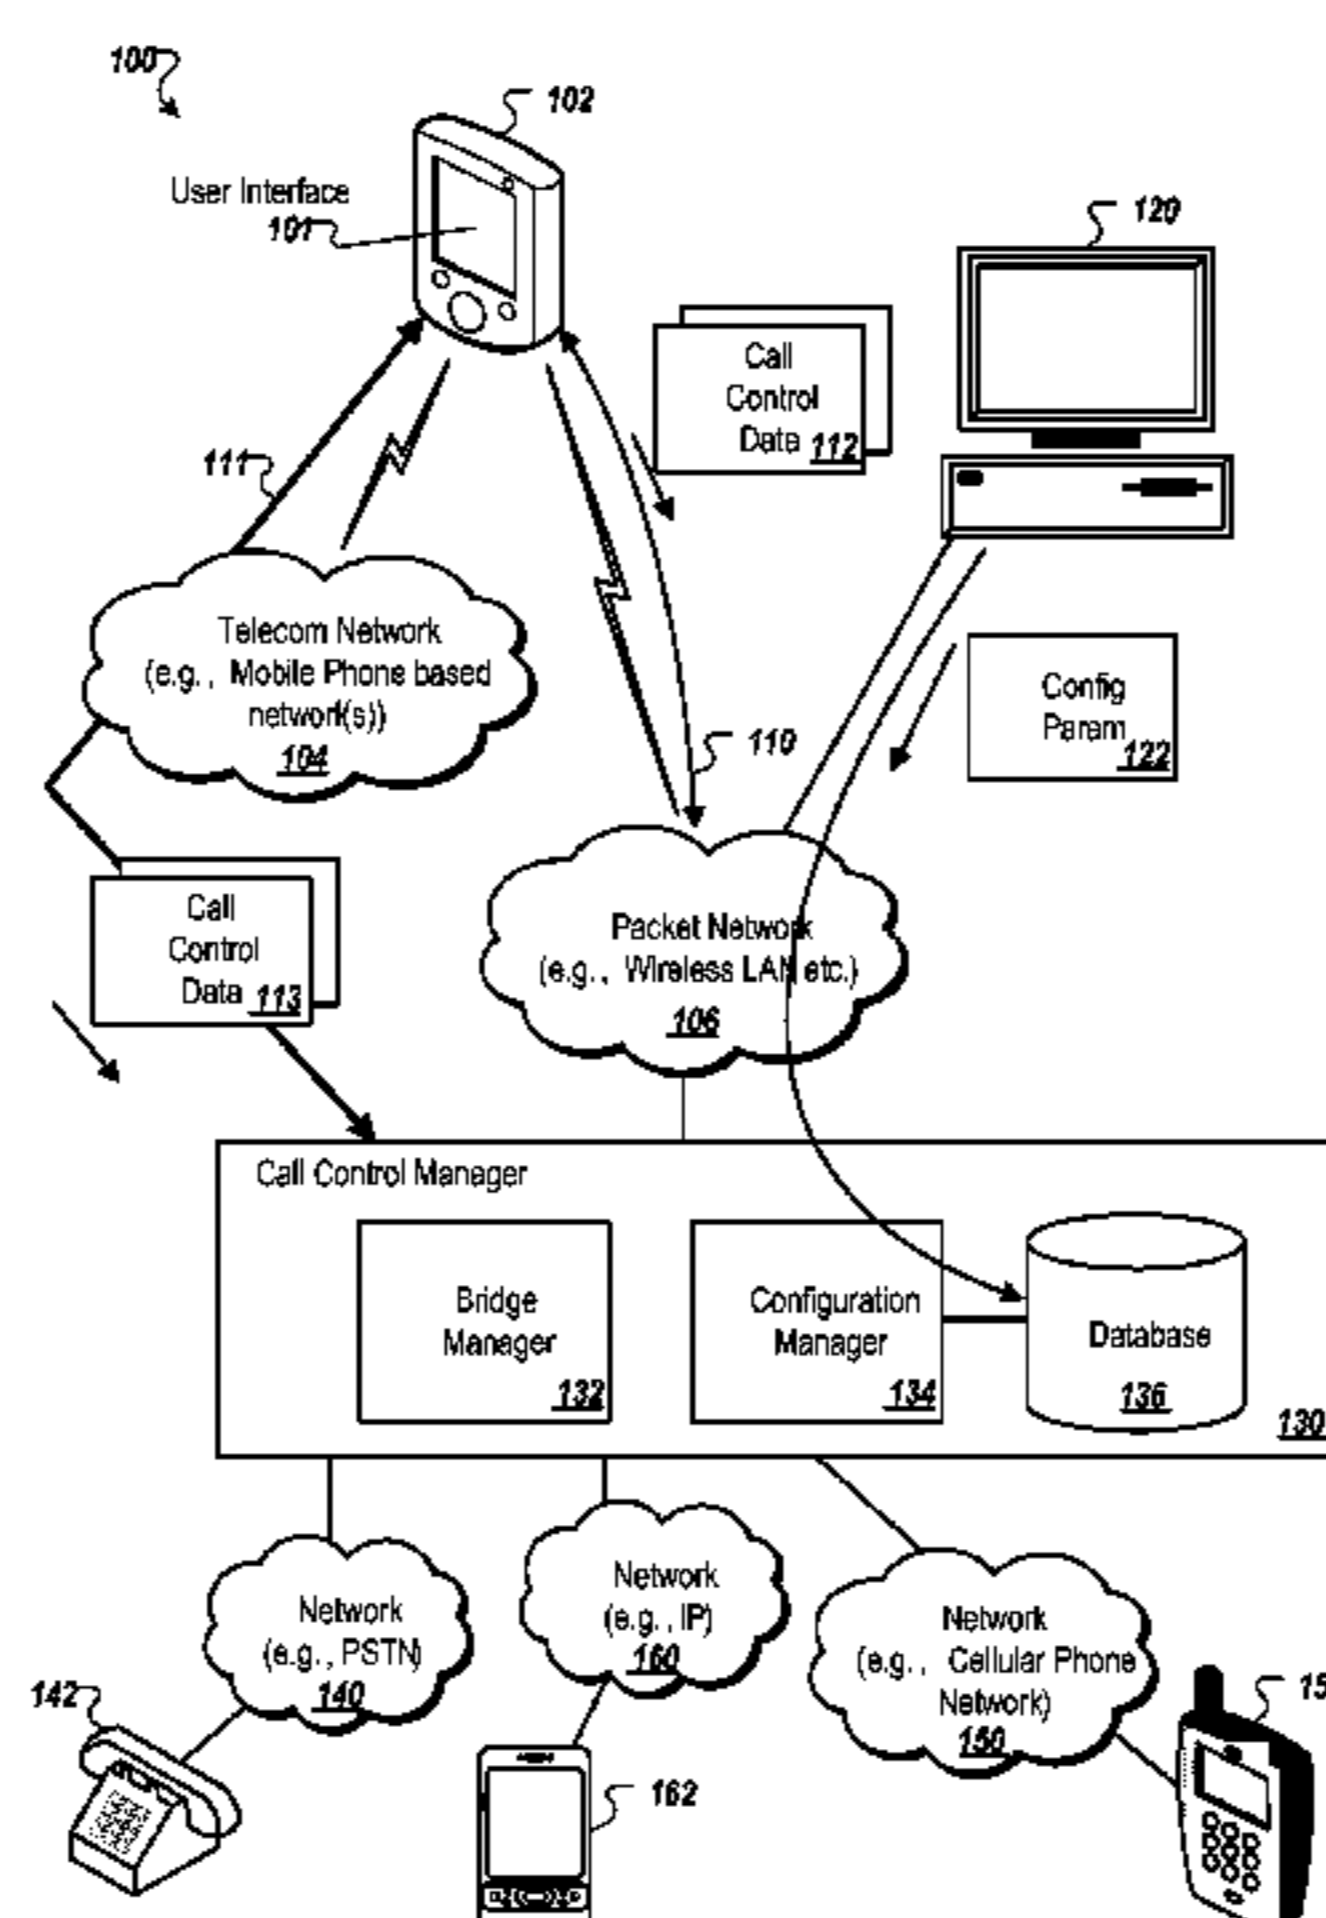 100
102
User Interface
101
120
Call
Control
Data 112
111
Telecom Network
(e.g., Mobile Phone based
network(s))
104
Config
Param
122
110
Call
Control
Data 113
Packet Network
(e.g., Wireless LAN etc.)
106
Call Control Manager
Bridge
Manager
132
Configuration
Manager
134
Database
136
130
Network
(e.g., PSTN)
140
Network
(e.g., IP)
160
Network
(e.g., Cellular Phone
Network)
150
142
162
15